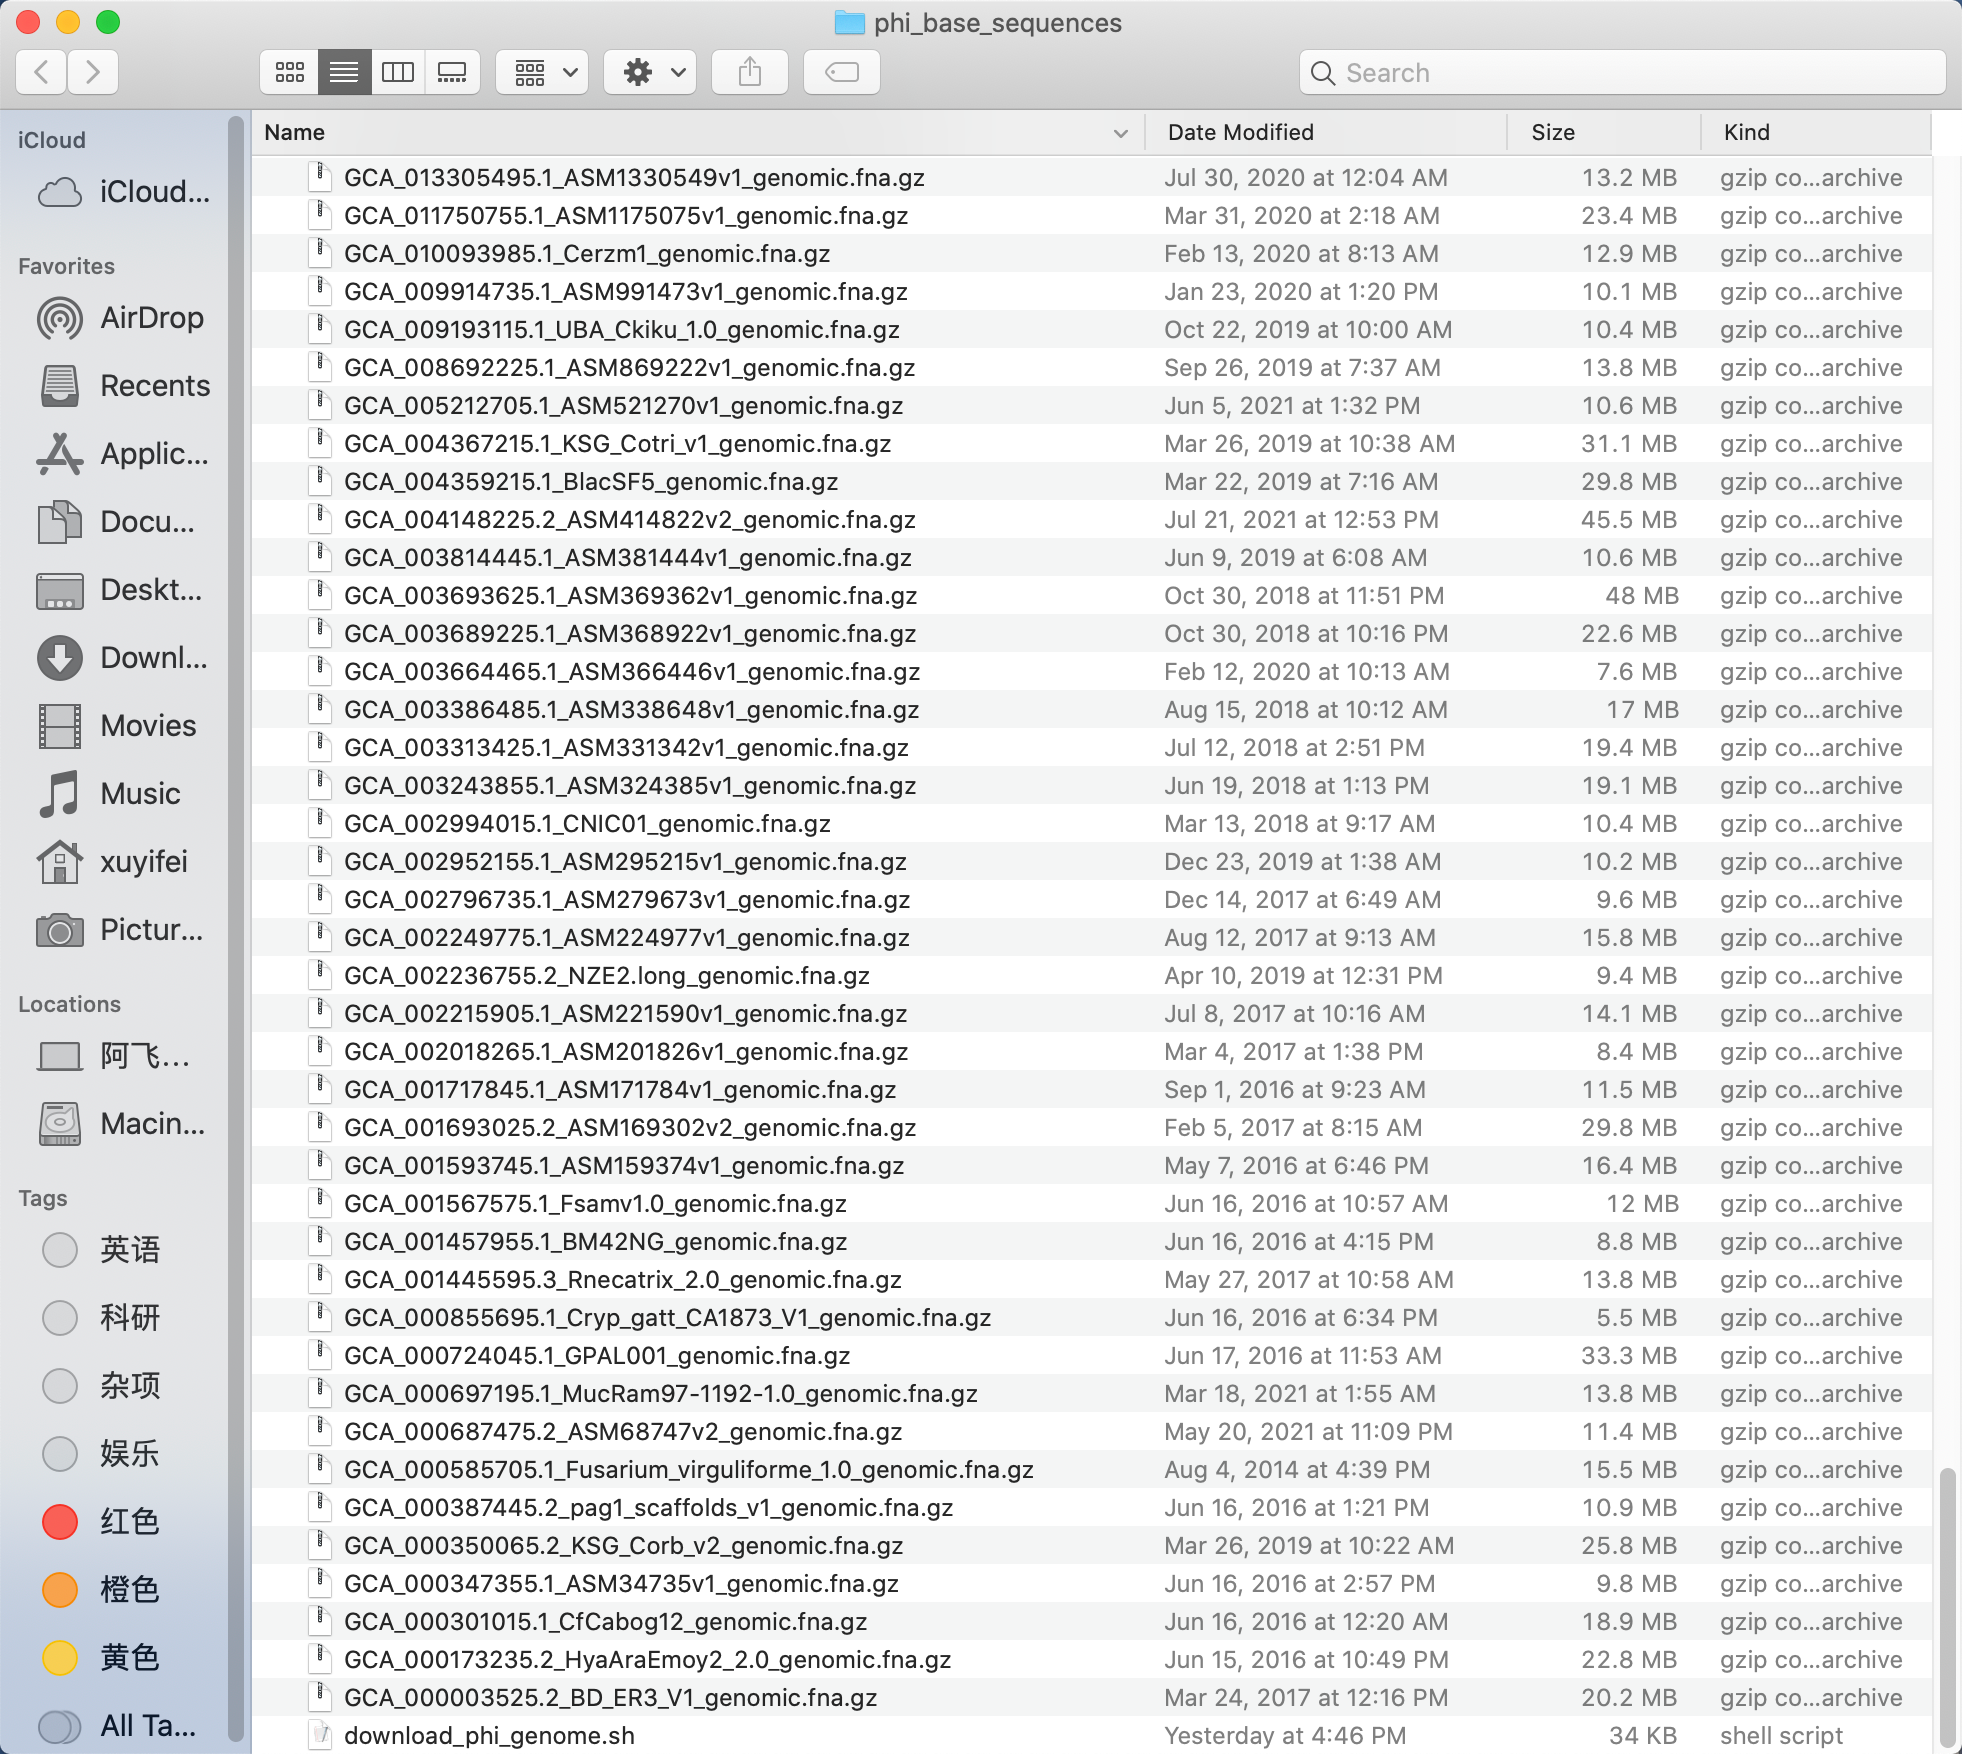 phi_base_sequences
Search
iCloud
iCloud...
Favorites
AirDrop
Recents
Applic...
Docu...
Deskt...
Downl...
Movies
Music
xuyifei
Pictur...
Locations
阿飞...
Macin...
Tags
英语
科研
杂项
娱乐
红色
橙色
黄色
All Ta...
Name Date Modified Size Kind
GCA_013305495.1_ASM1330549v1_genomic.fna.gz Jul 30, 2020 at 12:04 AM 13.2 MB gzip co...archive
GCA_011750755.1_ASM1175075v1_genomic.fna.gz Mar 31, 2020 at 2:18 AM 23.4 MB gzip co...archive
GCA_010093985.1_Cerzm1_genomic.fna.gz Feb 13, 2020 at 8:13 AM 12.9 MB gzip co...archive
GCA_009914735.1_ASM991473v1_genomic.fna.gz Jan 23, 2020 at 1:20 PM 10.1 MB gzip co...archive
GCA_009193115.1_UBA_Ckiku_1.0_genomic.fna.gz Oct 22, 2019 at 10:00 AM 10.4 MB gzip co...archive
GCA_008692225.1_ASM869222v1_genomic.fna.gz Sep 26, 2019 at 7:37 AM 13.8 MB gzip co...archive
GCA_005212705.1_ASM521270v1_genomic.fna.gz Jun 5, 2021 at 1:32 PM 10.6 MB gzip co...archive
GCA_004367215.1_KSG_Cotri_v1_genomic.fna.gz Mar 26, 2019 at 10:38 AM 31.1 MB gzip co...archive
GCA_004359215.1_BlacSF5_genomic.fna.gz Mar 22, 2019 at 7:16 AM 29.8 MB gzip co...archive
GCA_004148225.2_ASM414822v2_genomic.fna.gz Jul 21, 2021 at 12:53 PM 45.5 MB gzip co...archive
GCA_003814445.1_ASM381444v1_genomic.fna.gz Jun 9, 2019 at 6:08 AM 10.6 MB gzip co...archive
GCA_003693625.1_ASM369362v1_genomic.fna.gz Oct 30, 2018 at 11:51 PM 48 MB gzip co...archive
GCA_003689225.1_ASM368922v1_genomic.fna.gz Oct 30, 2018 at 10:16 PM 22.6 MB gzip co...archive
GCA_003664465.1_ASM366446v1_genomic.fna.gz Feb 12, 2020 at 10:13 AM 7.6 MB gzip co...archive
GCA_003386485.1_ASM338648v1_genomic.fna.gz Aug 15, 2018 at 10:12 AM 17 MB gzip co...archive
GCA_003313425.1_ASM331342v1_genomic.fna.gz Jul 12, 2018 at 2:51 PM 19.4 MB gzip co...archive
GCA_003243855.1_ASM324385v1_genomic.fna.gz Jun 19, 2018 at 1:13 PM 19.1 MB gzip co...archive
GCA_002994015.1_CNIC01_genomic.fna.gz Mar 13, 2018 at 9:17 AM 10.4 MB gzip co...archive
GCA_002952155.1_ASM295215v1_genomic.fna.gz Dec 23, 2019 at 1:38 AM 10.2 MB gzip co...archive
GCA_002796735.1_ASM279673v1_genomic.fna.gz Dec 14, 2017 at 6:49 AM 9.6 MB gzip co...archive
GCA_002249775.1_ASM224977v1_genomic.fna.gz Aug 12, 2017 at 9:13 AM 15.8 MB gzip co...archive
GCA_002236755.2_NZE2.long_genomic.fna.gz Apr 10, 2019 at 12:31 PM 9.4 MB gzip co...archive
GCA_002215905.1_ASM221590v1_genomic.fna.gz Jul 8, 2017 at 10:16 AM 14.1 MB gzip co...archive
GCA_002018265.1_ASM201826v1_genomic.fna.gz Mar 4, 2017 at 1:38 PM 8.4 MB gzip co...archive
GCA_001717845.1_ASM171784v1_genomic.fna.gz Sep 1, 2016 at 9:23 AM 11.5 MB gzip co...archive
GCA_001693025.2_ASM169302v2_genomic.fna.gz Feb 5, 2017 at 8:15 AM 29.8 MB gzip co...archive
GCA_001593745.1_ASM159374v1_genomic.fna.gz May 7, 2016 at 6:46 PM 16.4 MB gzip co...archive
GCA_001567575.1_Fsamv1.0_genomic.fna.gz Jun 16, 2016 at 10:57 AM 12 MB gzip co...archive
GCA_001457955.1_BM42NG_genomic.fna.gz Jun 16, 2016 at 4:15 PM 8.8 MB gzip co...archive
GCA_001445595.3_Rnecatrix_2.0_genomic.fna.gz May 27, 2017 at 10:58 AM 13.8 MB gzip co...archive
GCA_000855695.1_Cryp_gatt_CA1873_V1_genomic.fna.gz Jun 16, 2016 at 6:34 PM 5.5 MB gzip co...archive
GCA_000724045.1_GPAL001_genomic.fna.gz Jun 17, 2016 at 11:53 AM 33.3 MB gzip co...archive
GCA_000697195.1_MucRam97-1192-1.0_genomic.fna.gz Mar 18, 2021 at 1:55 AM 13.8 MB gzip co...archive
GCA_000687475.2_ASM68747v2_genomic.fna.gz May 20, 2021 at 11:09 PM 11.4 MB gzip co...archive
GCA_000585705.1_Fusarium_virguliforme_1.0_genomic.fna.gz Aug 4, 2014 at 4:39 PM 15.5 MB gzip co...archive
GCA_000387445.2_pag1_scaffolds_v1_genomic.fna.gz Jun 16, 2016 at 1:21 PM 10.9 MB gzip co...archive
GCA_000350065.2_KSG_Corb_v2_genomic.fna.gz Mar 26, 2019 at 10:22 AM 25.8 MB gzip co...archive
GCA_000347355.1_ASM34735v1_genomic.fna.gz Jun 16, 2016 at 2:57 PM 9.8 MB gzip co...archive
GCA_000301015.1_CfCabog12_genomic.fna.gz Jun 16, 2016 at 12:20 AM 18.9 MB gzip co...archive
GCA_000173235.2_HyaAraEmoy2_2.0_genomic.fna.gz Jun 15, 2016 at 10:49 PM 22.8 MB gzip co...archive
GCA_000003525.2_BD_ER3_V1_genomic.fna.gz Mar 24, 2017 at 12:16 PM 20.2 MB gzip co...archive
download_phi_genome.sh Yesterday at 4:46 PM 34 KB shell script